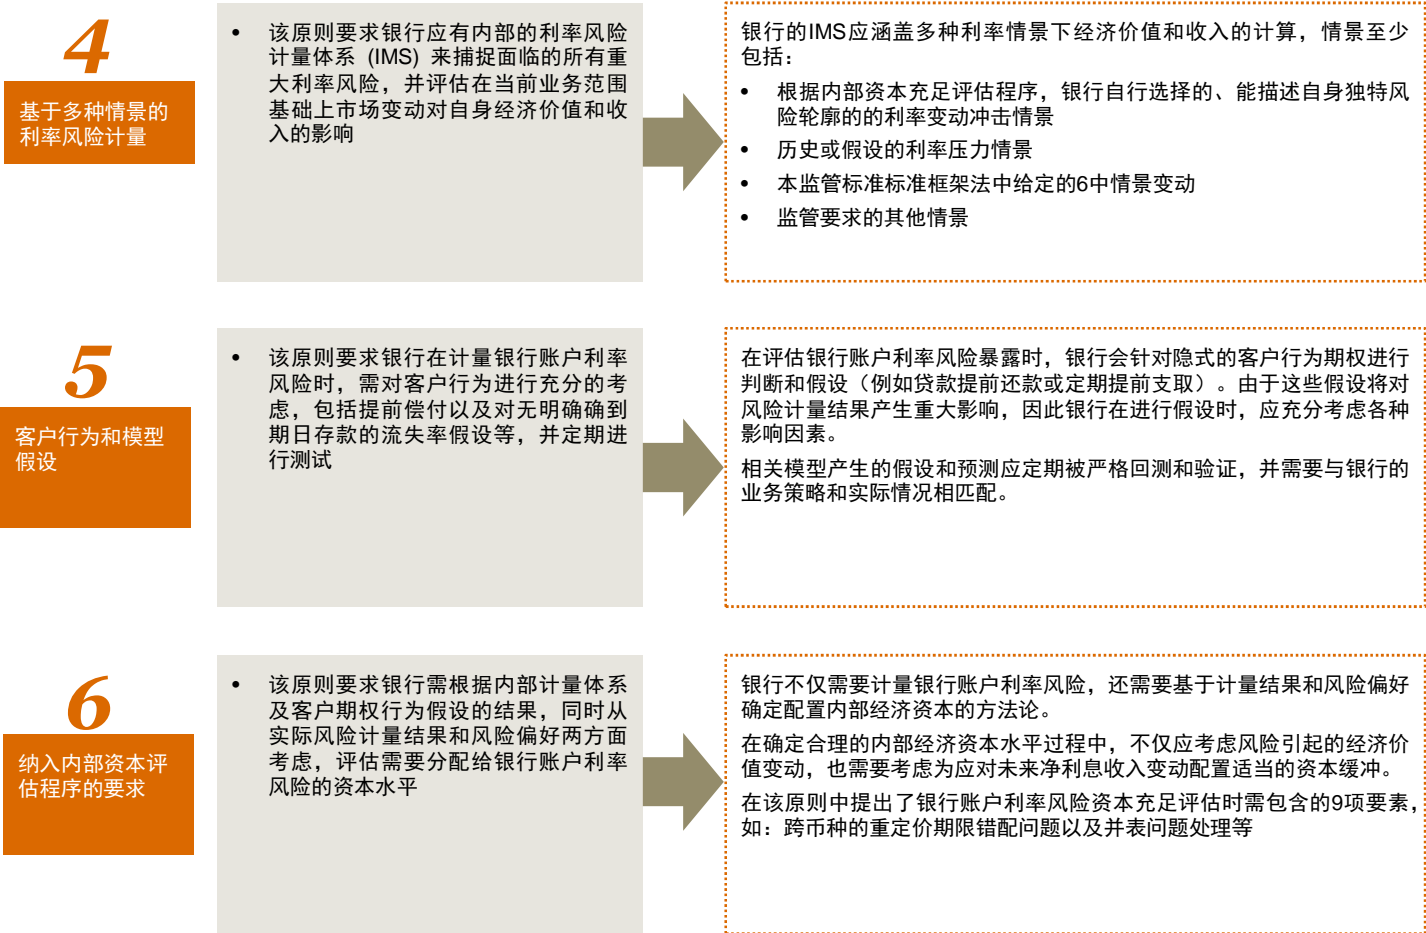 4
基于多种情景的
利率风险计量
• 该原则要求银行应有内部的利率风险
计量体系 (IMS) 来捕捉面临的所有重
大利率风险，并评估在当前业务范围
基础上市场变动对自身经济价值和收
入的影响
银行的IMS应涵盖多种利率情景下经济价值和收入的计算，情景至少
包括：
• 根据内部资本充足评估程序，银行自行选择的、能描述自身独特风
险轮廓的的利率变动冲击情景
• 历史或假设的利率压力情景
• 本监管标准标准框架法中给定的6中情景变动
• 监管要求的其他情景
5
客户行为和模型
假设
• 该原则要求银行在计量银行账户利率
风险时，需对客户行为进行充分的考
虑，包括提前偿付以及对无明确确到
期日存款的流失率假设等，并定期进
行测试
在评估银行账户利率风险暴露时，银行会针对隐式的客户行为期权进行
判断和假设（例如贷款提前还款或定期提前支取）。由于这些假设将对
风险计量结果产生重大影响，因此银行在进行假设时，应充分考虑各种
影响因素。
相关模型产生的假设和预测应定期被严格回测和验证，并需要与银行的
业务策略和实际情况相匹配。
6
纳入内部资本评
估程序的要求
• 该原则要求银行需根据内部计量体系
及客户期权行为假设的结果，同时从
实际风险计量结果和风险偏好两方面
考虑，评估需要分配给银行账户利率
风险的资本水平
银行不仅需要计量银行账户利率风险，还需要基于计量结果和风险偏好
确定配置内部经济资本的方法论。
在确定合理的内部经济资本水平过程中，不仅应考虑风险引起的经济价
值变动，也需要考虑为应对未来净利息收入变动配置适当的资本缓冲。
在该原则中提出了银行账户利率风险资本充足评估时需包含的9项要素，
如：跨币种的重定价期限错配问题以及并表问题处理等